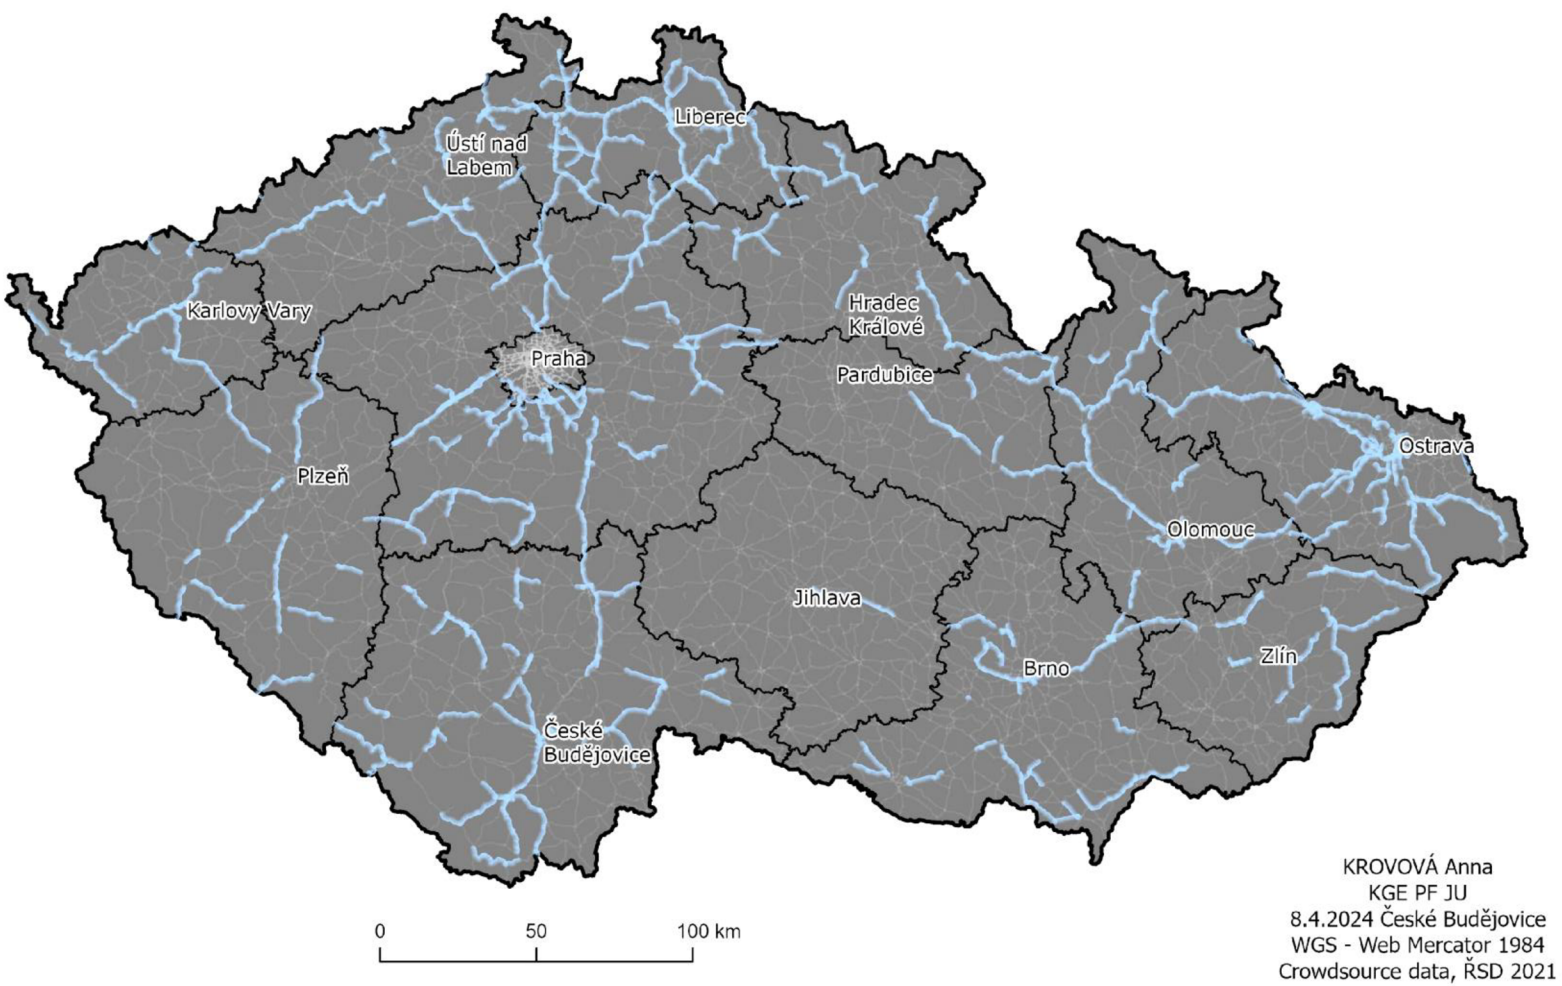 Liberec
Ústí nad
Labem
Karlovy Vary
Hradec
Králové
Praha
Pardubice
Ostrava
Plzeň
Olomouc
Jihlava
Zlín
Brno
České
Budějovice
KROVOVÁ Anna
KGE PF JU
8.4.2024 České Budějovice
WGS - Web Mercator 1984
Crowdsource data, ŘSD 2021
0 50 100 km